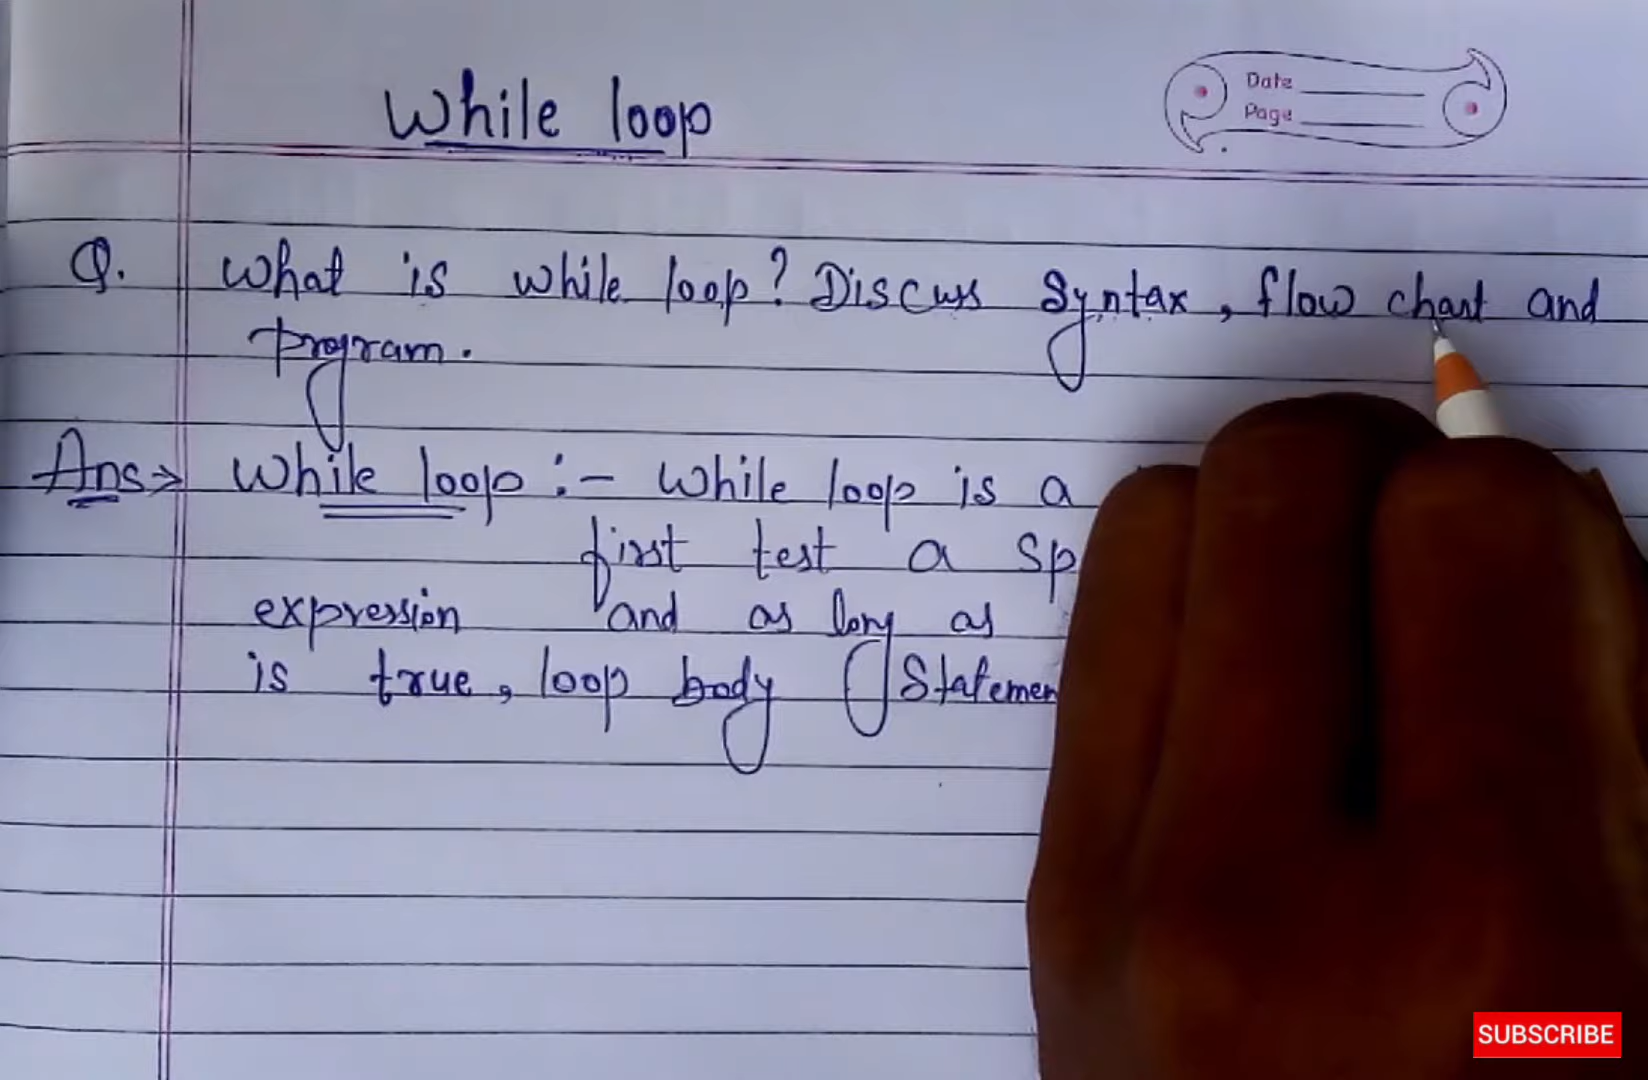 While loop
Date
Page
Q. What is while loop? Discuss Syntax, flow chart and
program.
Ans⇒ While loop :- While loop is a
first test a sp
expression and as long as
is true, loop body Statemen
SUBSCRIBE